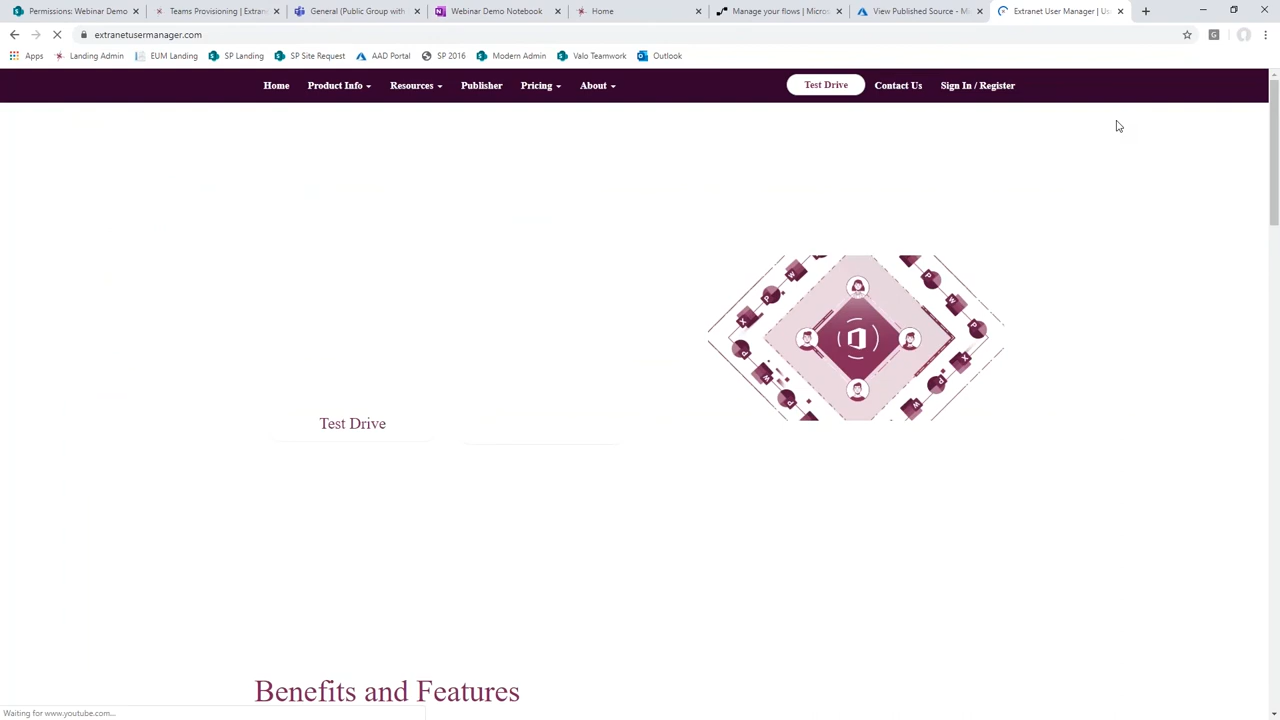 Permissions: Webinar Demo
Teams Provisioning | Extran
General (Public Group with
Webinar Demo Notebook
Home
Manage your flows | Micros
View Published Source - Mi
Extranet User Manager | Us
extranetusermanager.com
Apps
Landing Admin
EUM Landing
SP Landing
SP Site Request
AAD Portal
SP 2016
Modern Admin
Valo Teamwork
Outlook
Home
Product Info
Resources
Publisher
Pricing
About
Test Drive
Contact Us
Sign In / Register
Test Drive
Benefits and Features
Waiting for www.youtube.com...